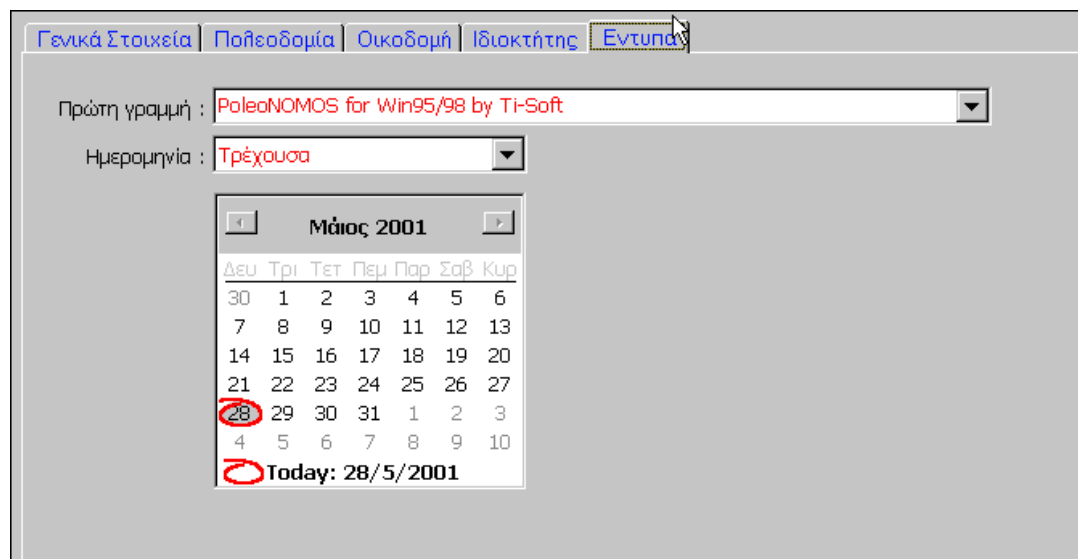 Γενικά Στοιχεία Πολεοδομία Οικοδομή Ιδιοκτήτης Εντυπα
Πρώτη γραμμή : PoleoNOMOS for Win95/98 by Ti-Soft
Ημερομηνία : Τρέχουσα
Μάιος 2001
Δευ Τρι Τετ Πεμ Παρ Σαβ Κυρ
30 1 2 3 4 5 6
7 8 9 10 11 12 13
14 15 16 17 18 19 20
21 22 23 24 25 26 27
28 29 30 31 1 2 3
4 5 6 7 8 9 10
Today: 28/5/2001